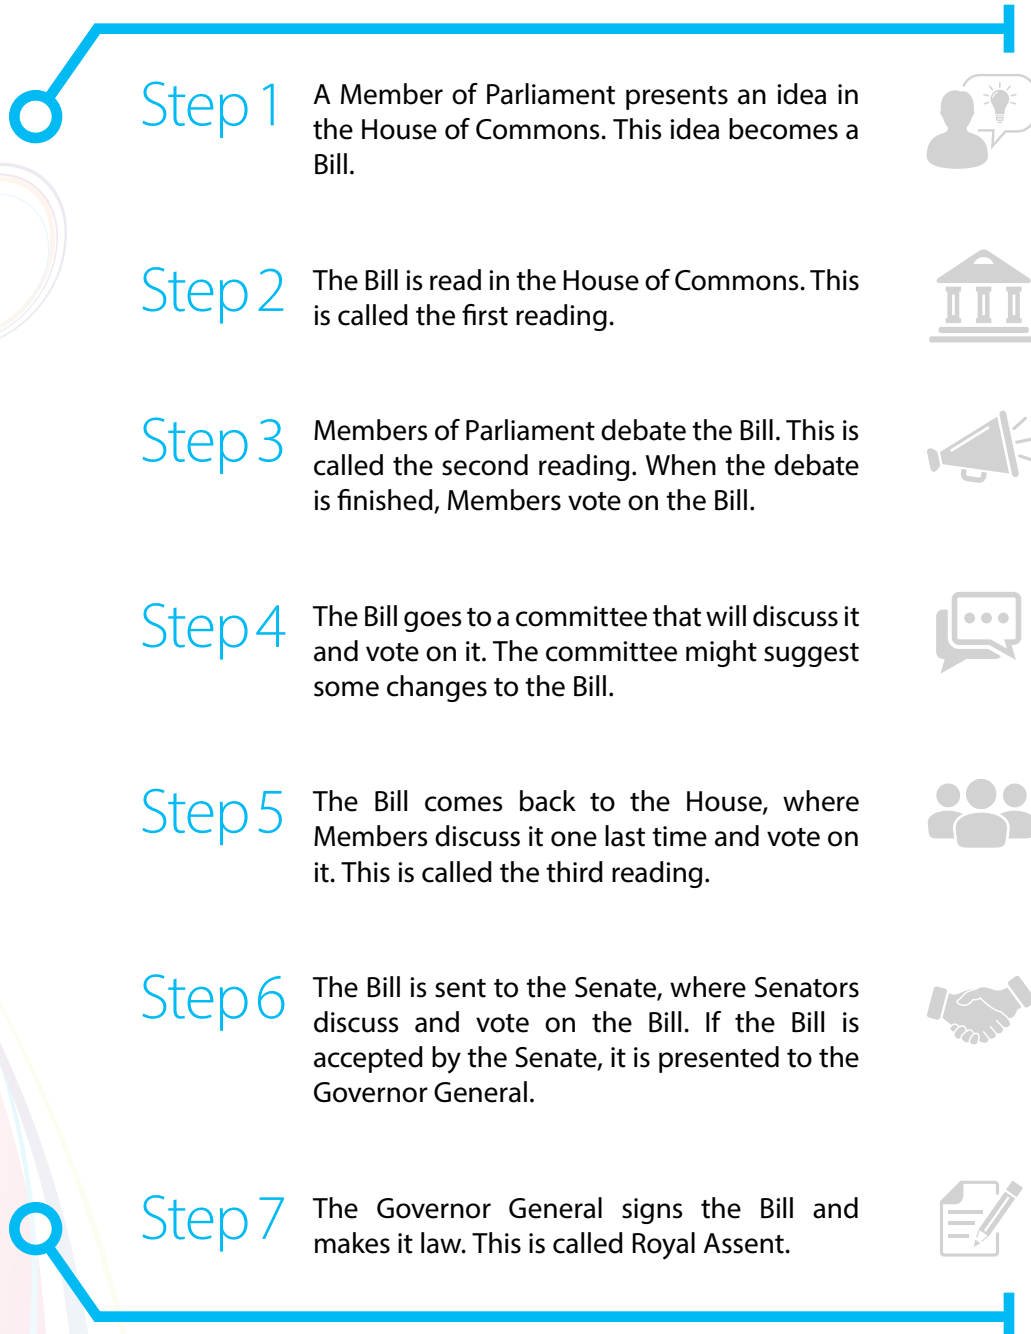 Step 1
A Member of Parliament presents an idea in
the House of Commons. This idea becomes a
Bill.
Step 2
The Bill is read in the House of Commons. This
is called the first reading.
Step 3
Members of Parliament debate the Bill. This is
called the second reading. When the debate
is finished, Members vote on the Bill.
Step 4
The Bill goes to a committee that will discuss it
and vote on it. The committee might suggest
some changes to the Bill.
Step 5
The Bill comes back to the House, where
Members discuss it one last time and vote on
it. This is called the third reading.
Step 6
The Bill is sent to the Senate, where Senators
discuss and vote on the Bill. If the Bill is
accepted by the Senate, it is presented to the
Governor General.
Step 7
The Governor General signs the Bill and
makes it law. This is called Royal Assent.